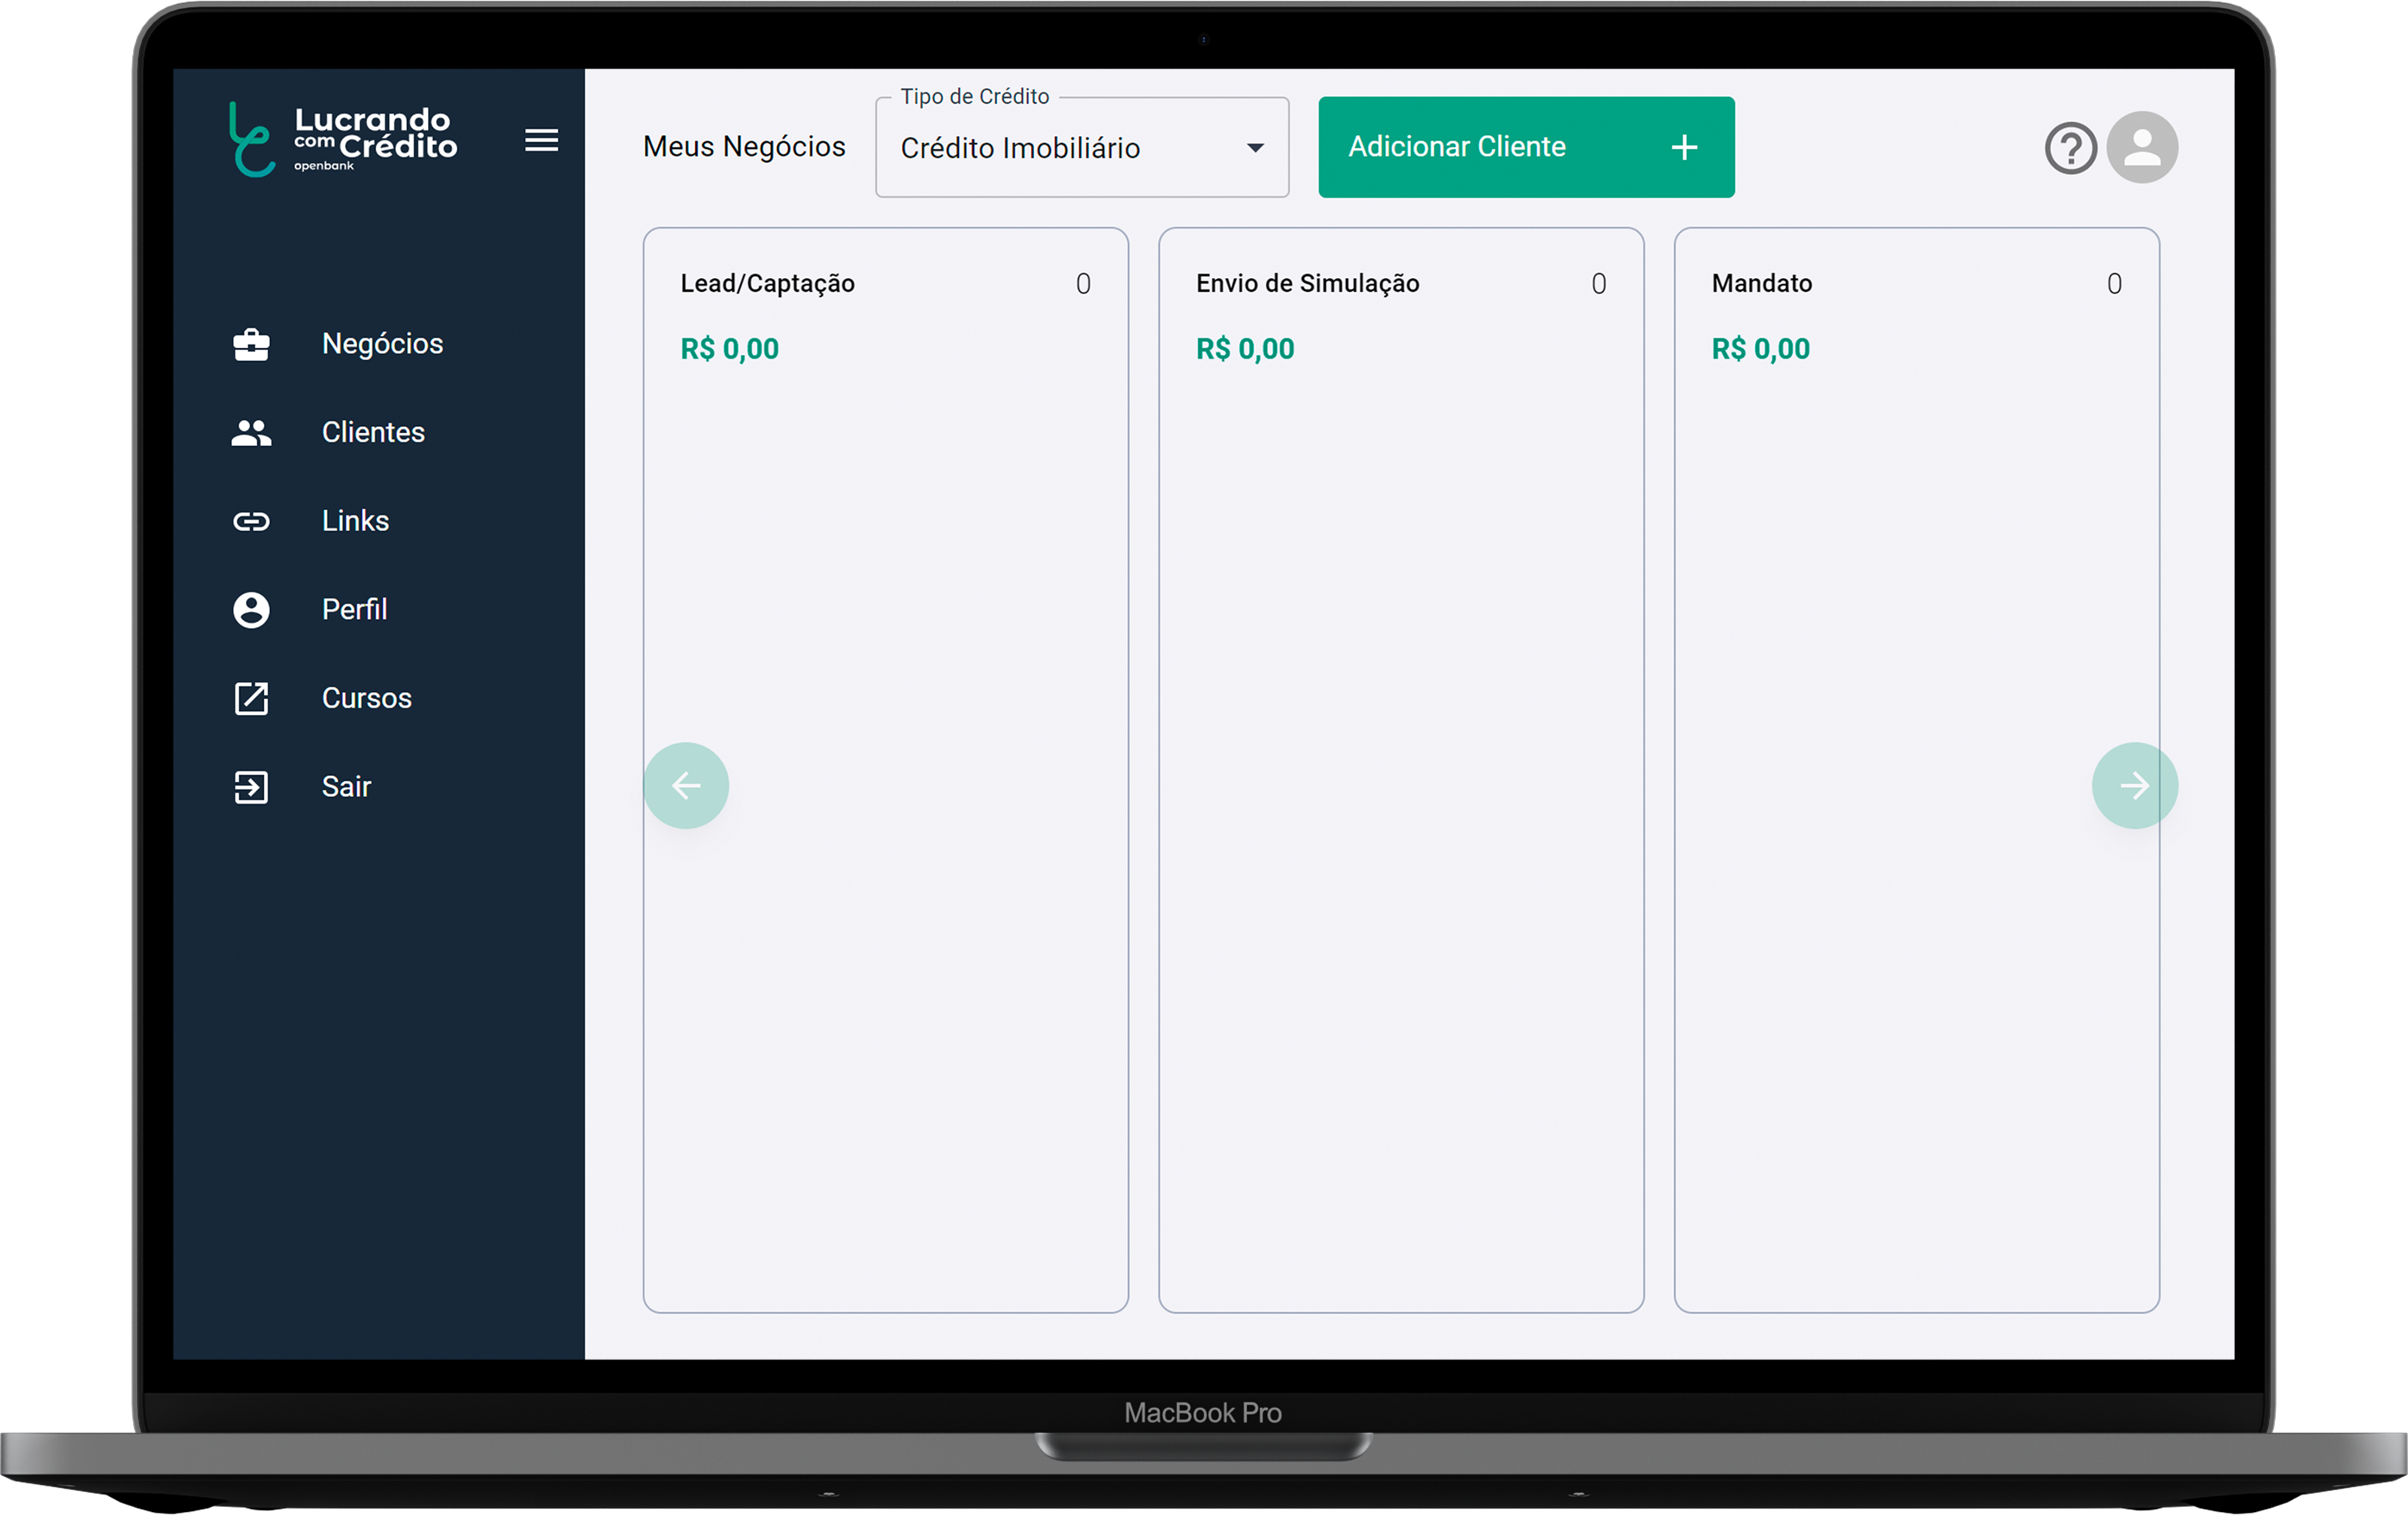 Lucrando
com Crédito
openbank
Negócios
Clientes
Links
Perfil
Cursos
Sair
Meus Negócios
Tipo de Crédito
Crédito Imobiliário
Adicionar Cliente +
Lead/Captação 0
R$ 0,00
Envio de Simulação 0
R$ 0,00
Mandato 0
R$ 0,00
MacBook Pro